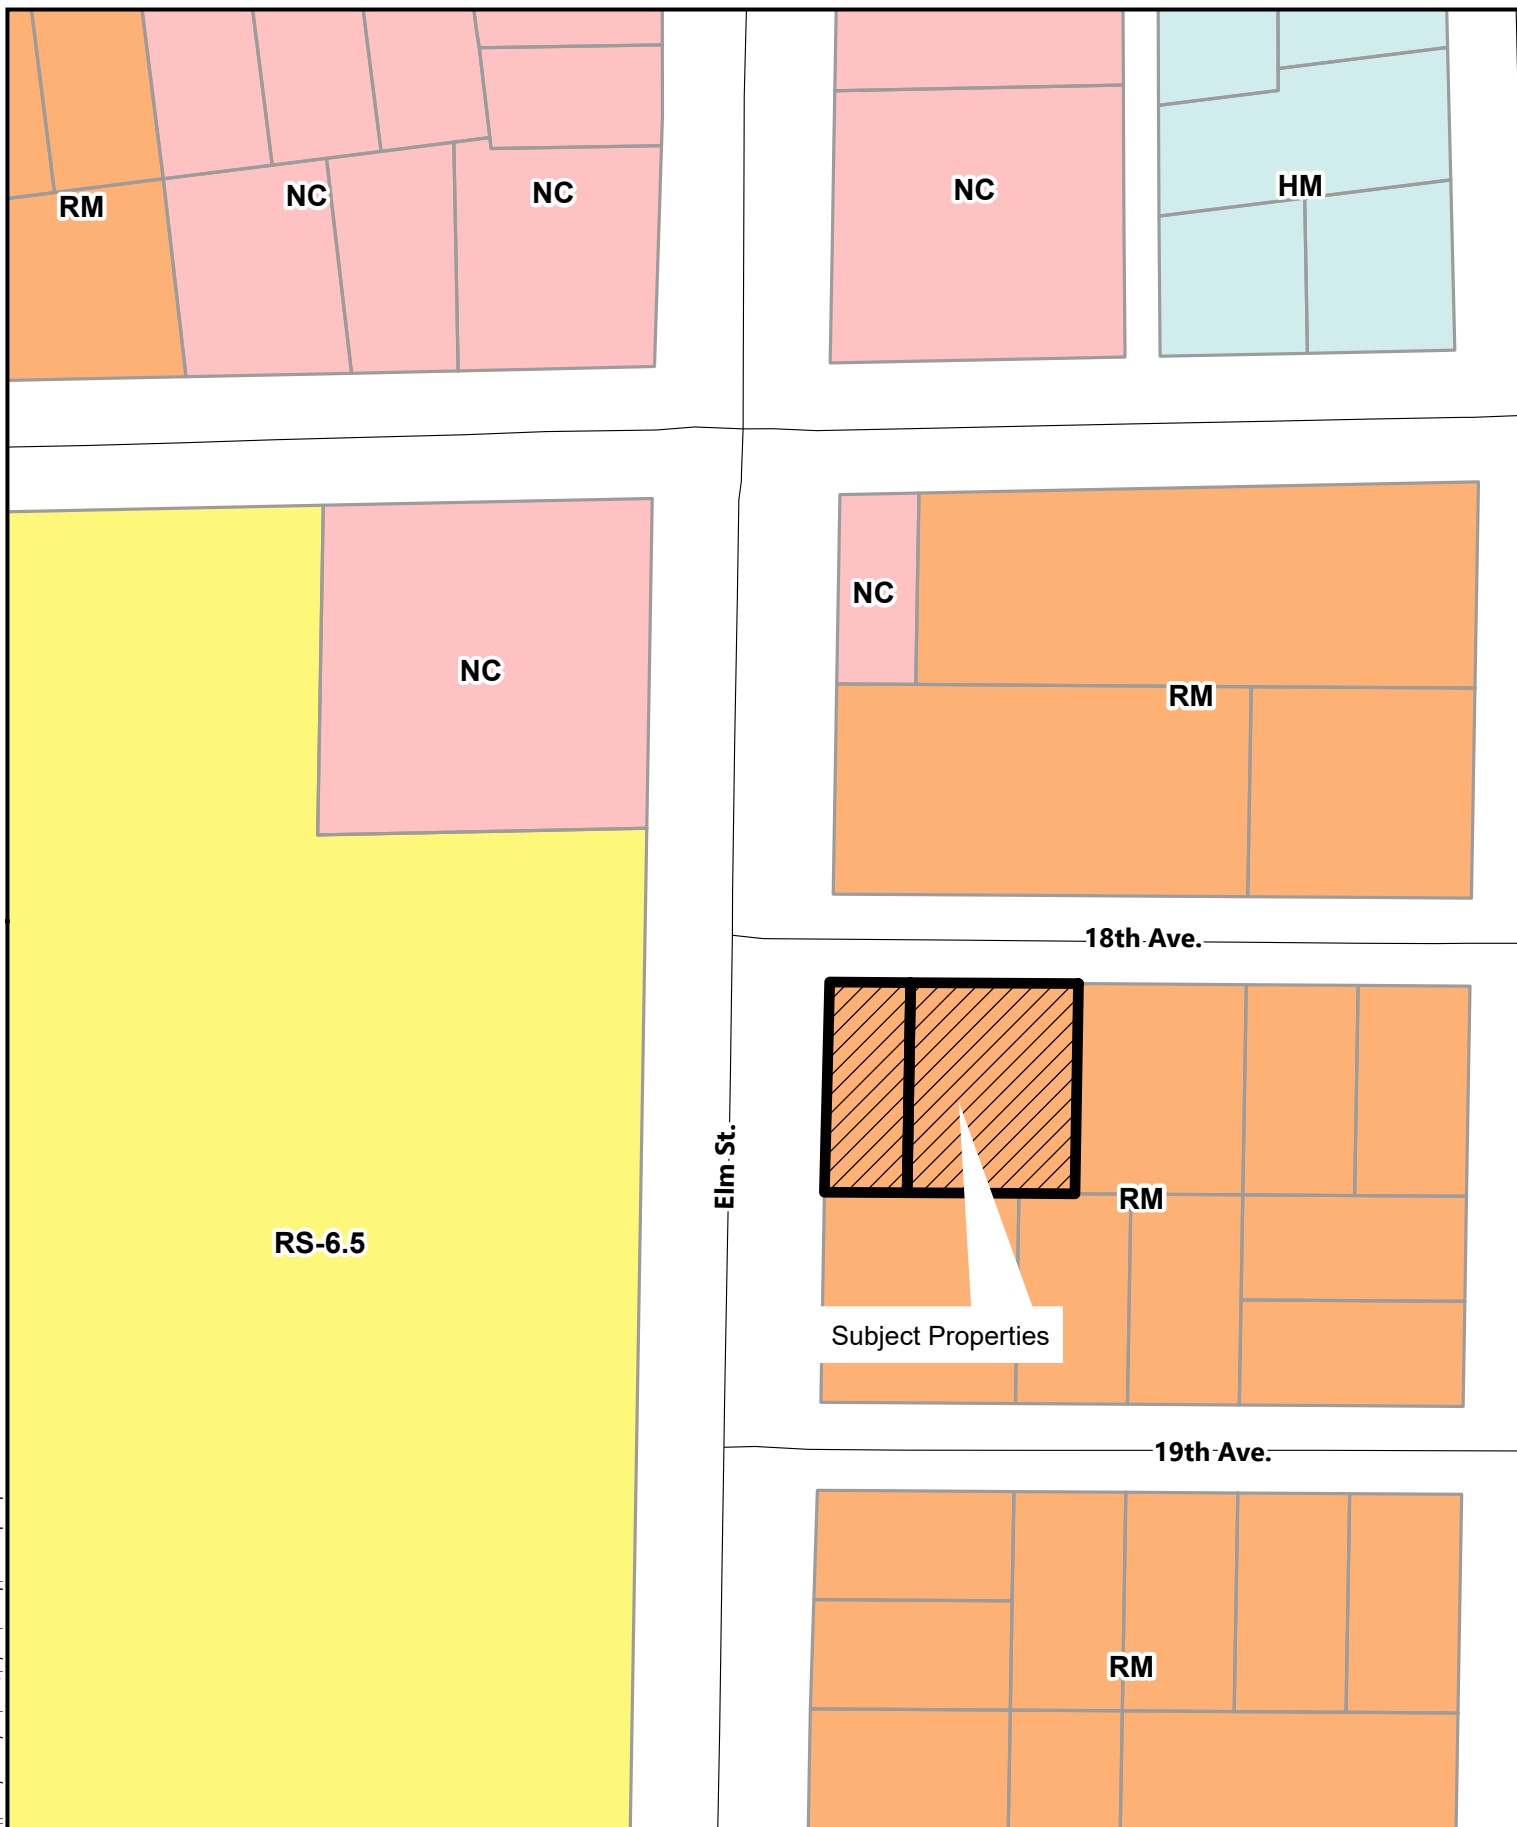 RM
NC
NC
NC
HM
NC
NC
RM
18th Ave.
Elm St.
RM
RS-6.5
Subject Properties
19th Ave.
RM